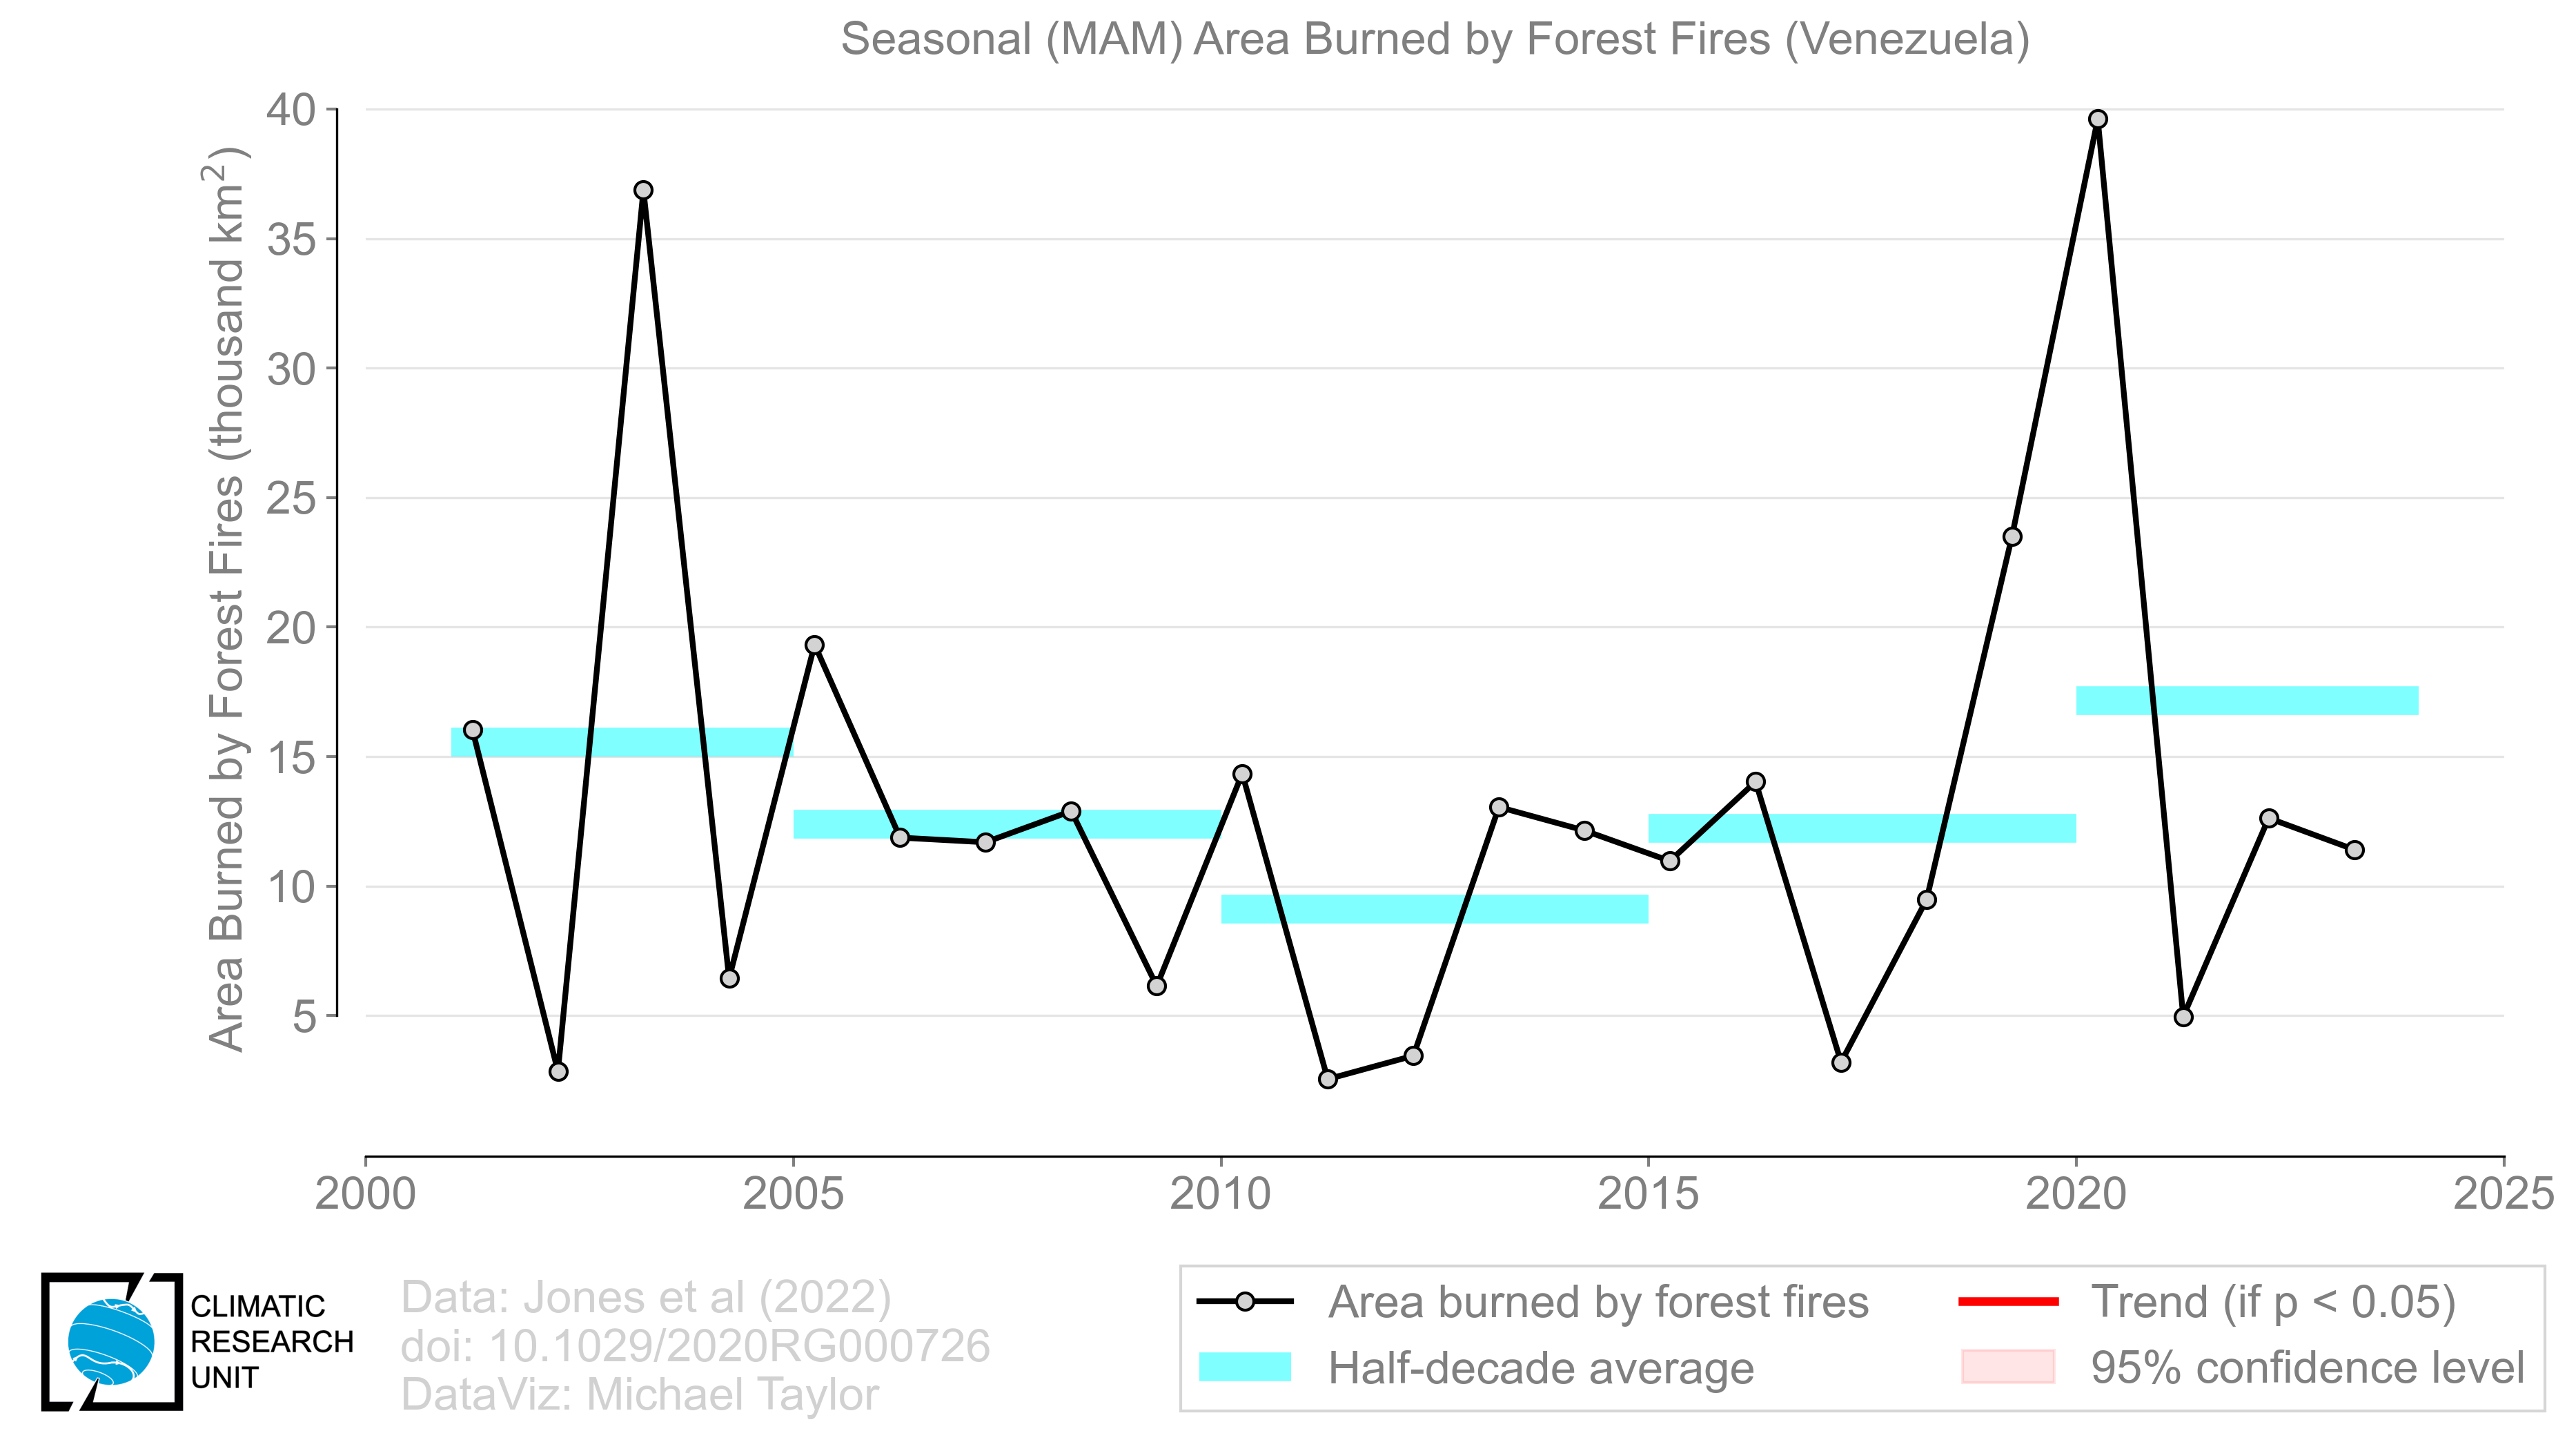 Seasonal (MAM) Area Burned by Forest Fires (Venezuela)
Area Burned by Forest Fires (thousand km²)
40
35
30
25
20
15
10
5
2000 2005 2010 2015 2020 2025
CLIMATIC
RESEARCH
UNIT
Data: Jones et al (2022)
doi: 10.1029/2020RG000726
DataViz: Michael Taylor
Area burned by forest fires
Half-decade average
Trend (if p < 0.05)
95% confidence level